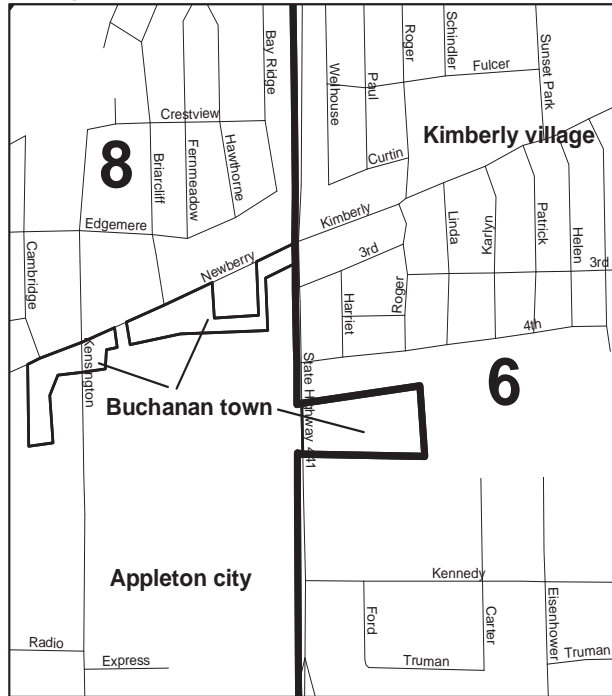 Bay Ridge
Roger
Schindler
Sunset Park
Welhouse
Paul
Fulcer
Crestview
Kimberly village
8
Briarcliff
Fernmeadow
Hawthorne
Curtin
Edgemere
Kimberly
Linda
Karlyn
Patrick
Helen
Cambridge
Newberry
3rd
3rd
Harriet
Roger
4th
Kensington
State Highway 441
6
Buchanan town
Appleton city
Kennedy
Ford
Carter
Eisenhower
Radio
Express
Truman
Truman